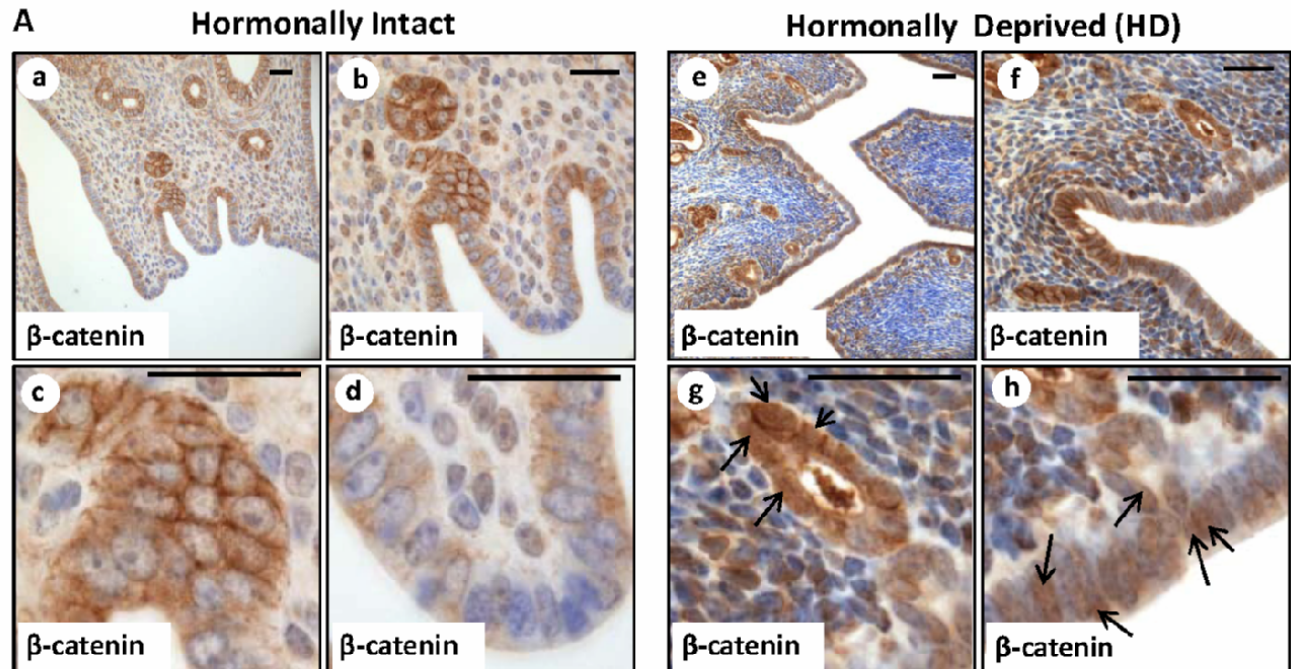 A
Hormonally Intact
Hormonally Deprived (HD)
a
b
e
f
β-catenin
β-catenin
β-catenin
β-catenin
c
d
g
h
β-catenin
β-catenin
β-catenin
β-catenin